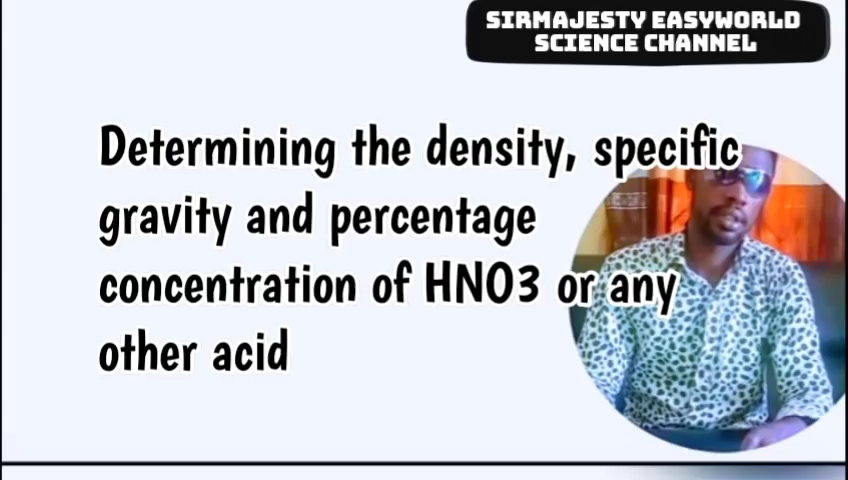 SIRMAJESTY EASYWORLD
SCIENCE CHANNEL
Determining the density, specific
gravity and percentage
concentration of HNO3 or any
other acid